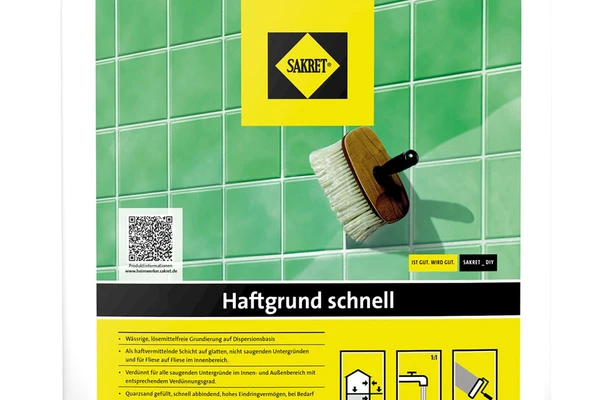 SAKRET®
Produktinformationen
www.heimwerker.sakret.de
IST GUT. WIRD GUT.
SAKRET _ DIY
Haftgrund schnell
• Wässrige, lösemittelfreie Grundierung auf Dispersionsbasis
• Als haftvermittelnde Schicht auf glatten, nicht saugenden Untergründen
und für Fliese auf Fliese im Innenbereich.
• Verdünnt für alle saugenden Untergründe im Innen- und Außenbereich mit
entsprechendem Verdünnungsgrad.
• Quarzsand gefüllt, schnell abbindend, hohes Eindringvermögen, bei Bedarf
1:1